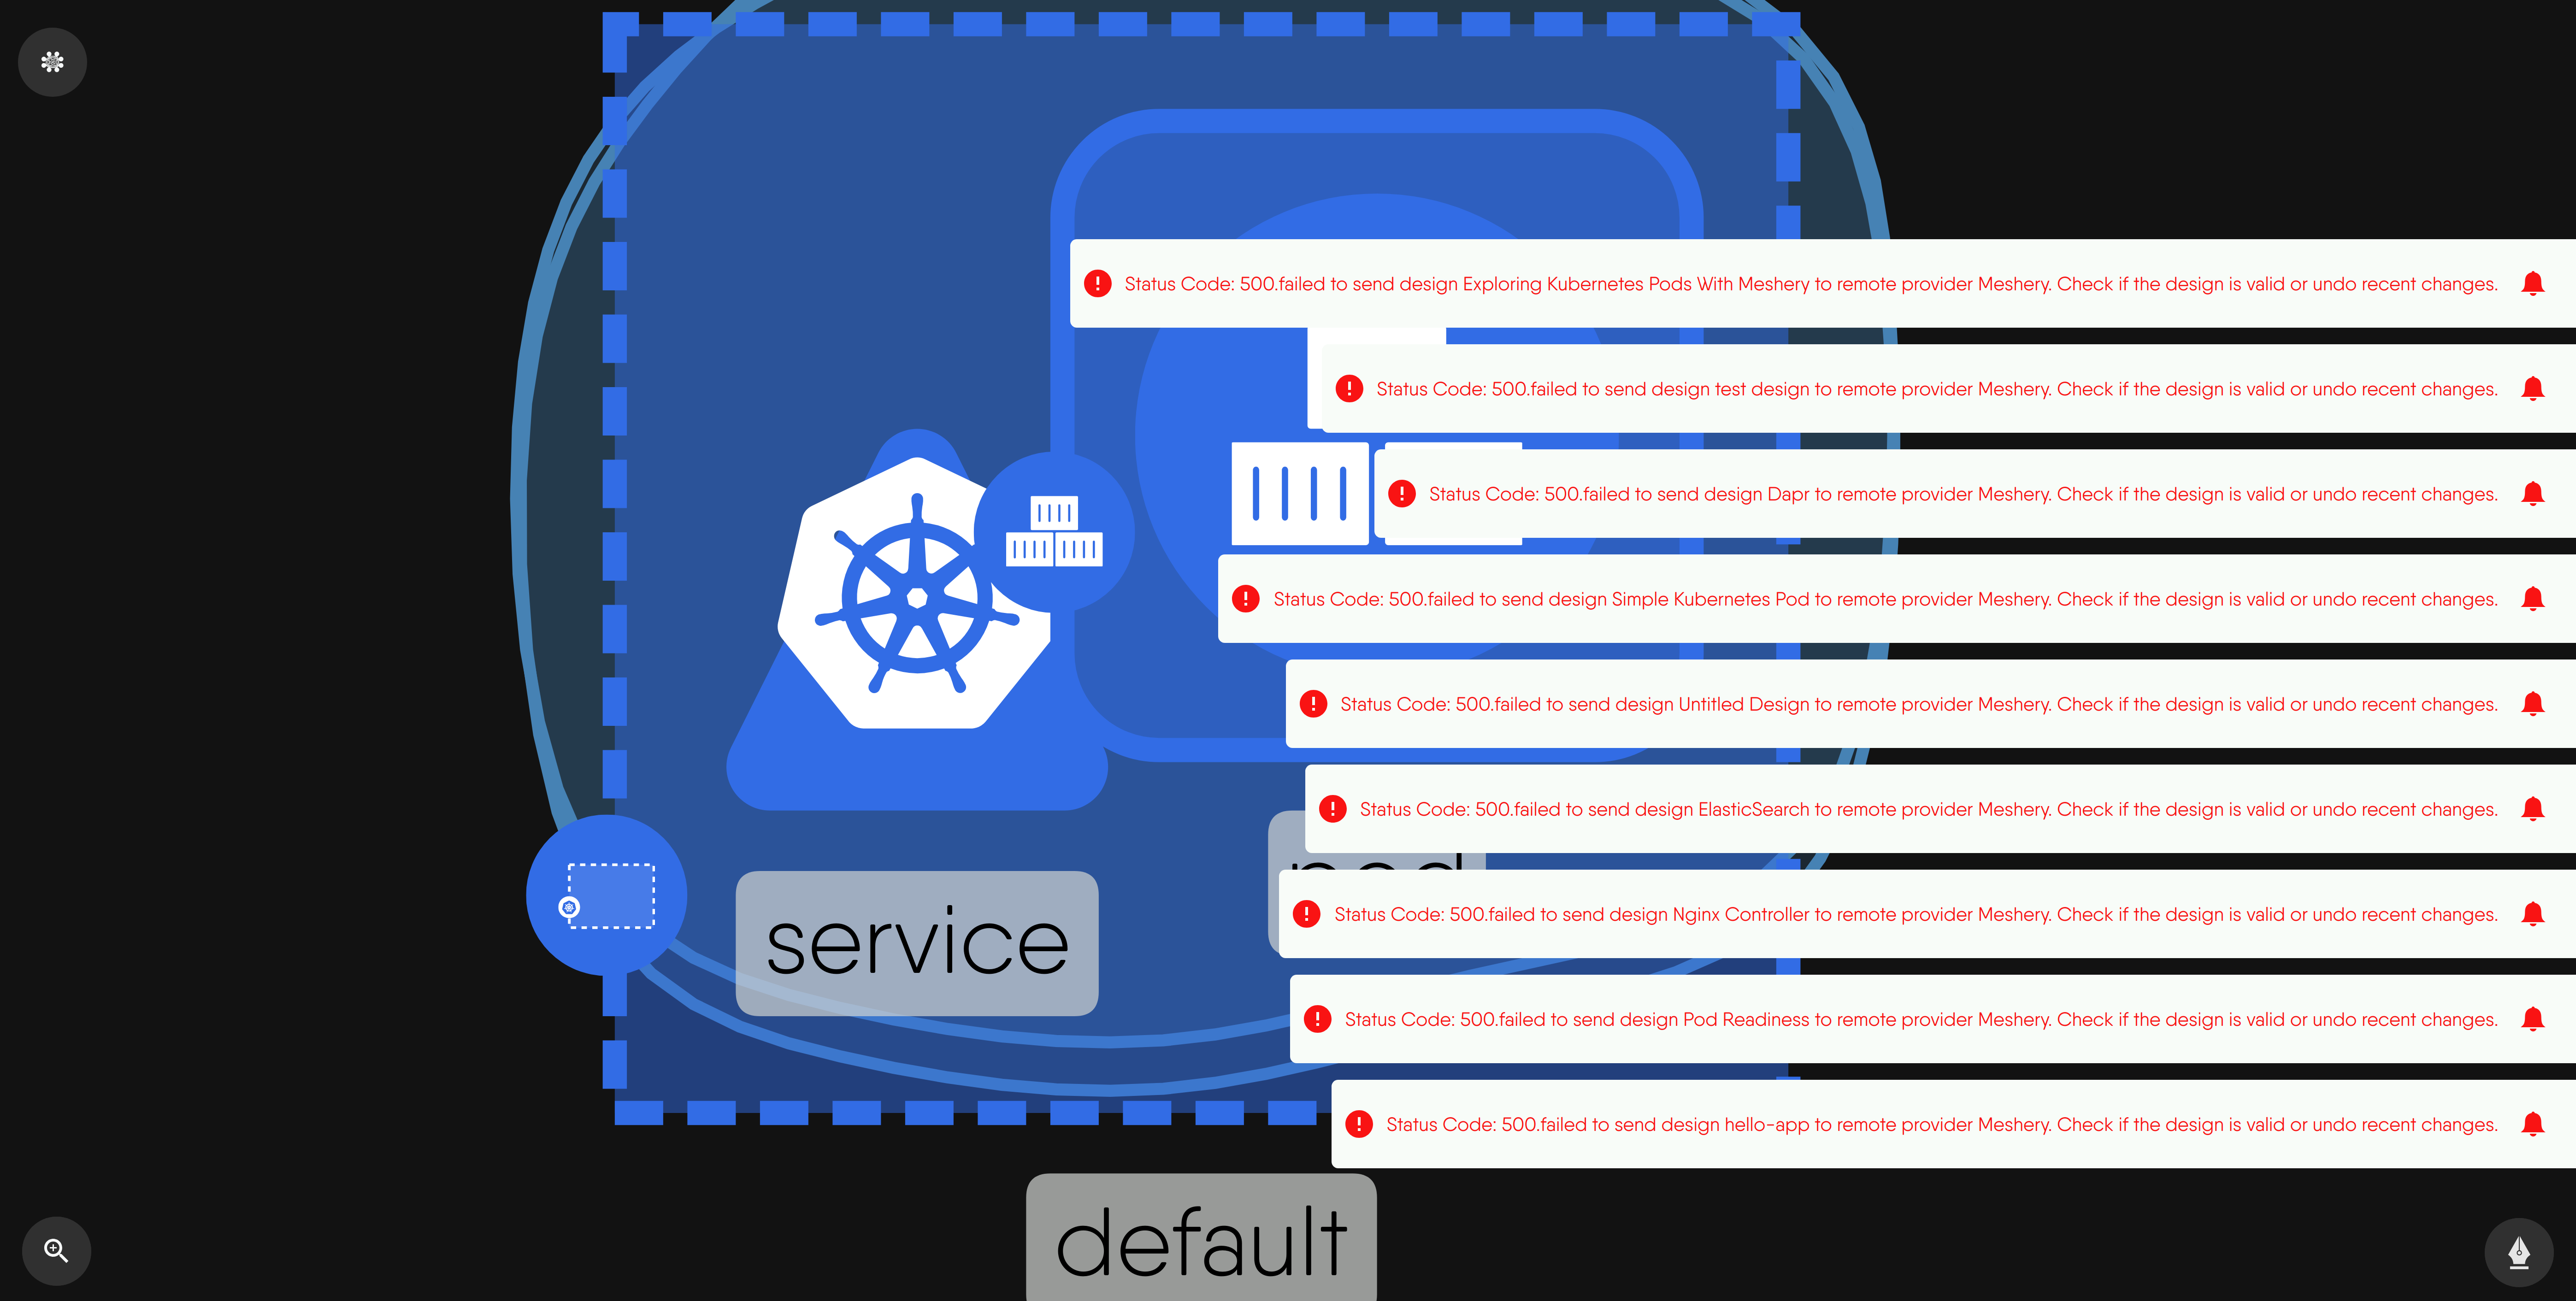 Status Code: 500.failed to send design Exploring Kubernetes Pods With Meshery to remote provider Meshery. Check if the design is valid or undo recent changes.
Status Code: 500.failed to send design test design to remote provider Meshery. Check if the design is valid or undo recent changes.
Status Code: 500.failed to send design Dapr to remote provider Meshery. Check if the design is valid or undo recent changes.
Status Code: 500.failed to send design Simple Kubernetes Pod to remote provider Meshery. Check if the design is valid or undo recent changes.
Status Code: 500.failed to send design Untitled Design to remote provider Meshery. Check if the design is valid or undo recent changes.
Status Code: 500.failed to send design ElasticSearch to remote provider Meshery. Check if the design is valid or undo recent changes.
Status Code: 500.failed to send design Nginx Controller to remote provider Meshery. Check if the design is valid or undo recent changes.
service
Status Code: 500.failed to send design Pod Readiness to remote provider Meshery. Check if the design is valid or undo recent changes.
Status Code: 500.failed to send design hello-app to remote provider Meshery. Check if the design is valid or undo recent changes.
default